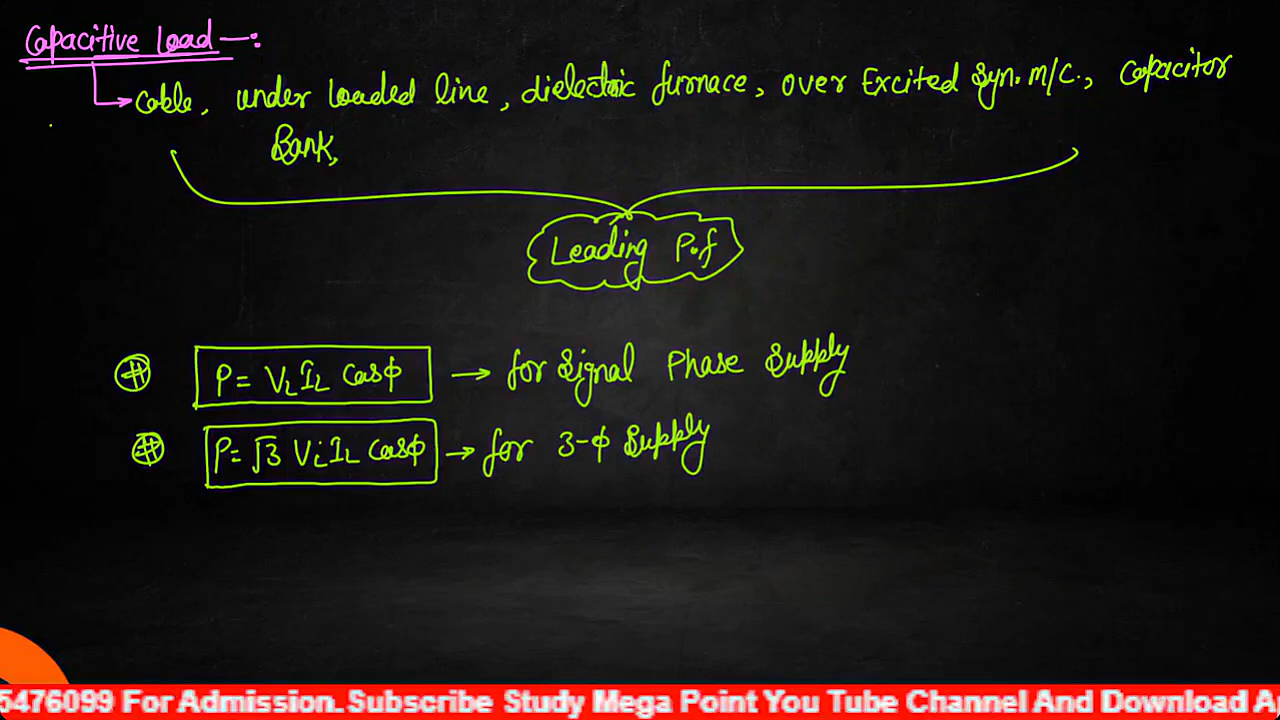 Capacitive Load —:
Cable, under loaded line, dielectric furnace, over Excited Syn. M/C., Capacitor
Bank,
Leading P.f
# P = VL IL Cosϕ → for Signal Phase Supply
# P = √3 VL IL Cosϕ → for 3-ϕ Supply
5476099 For Admission. Subscribe Study Mega Point You Tube Channel And Download A